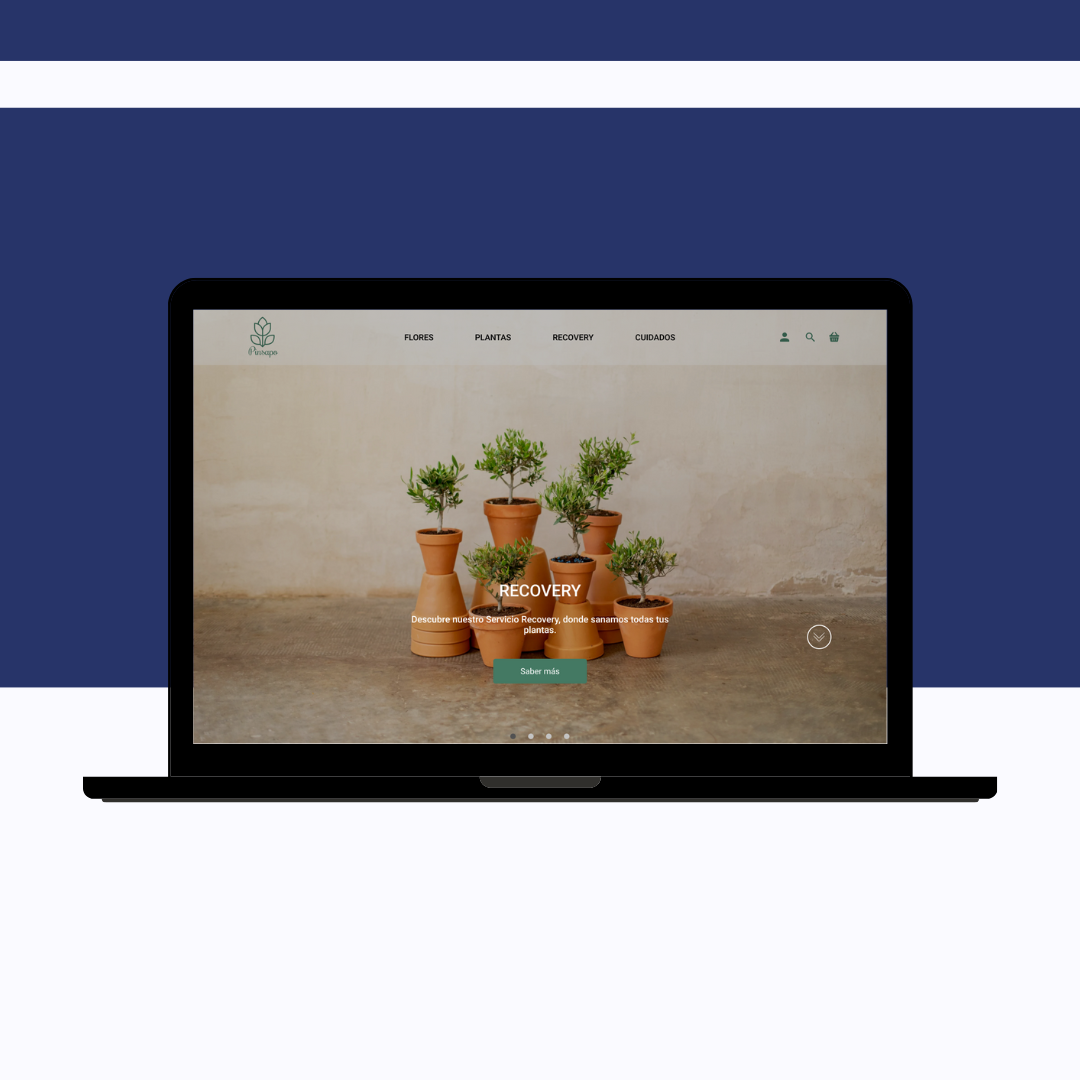 Pinsapo
FLORES
PLANTAS
RECOVERY
CUIDADOS
RECOVERY
Descubre nuestro Servicio Recovery, donde sanamos todas tus
plantas.
Saber más